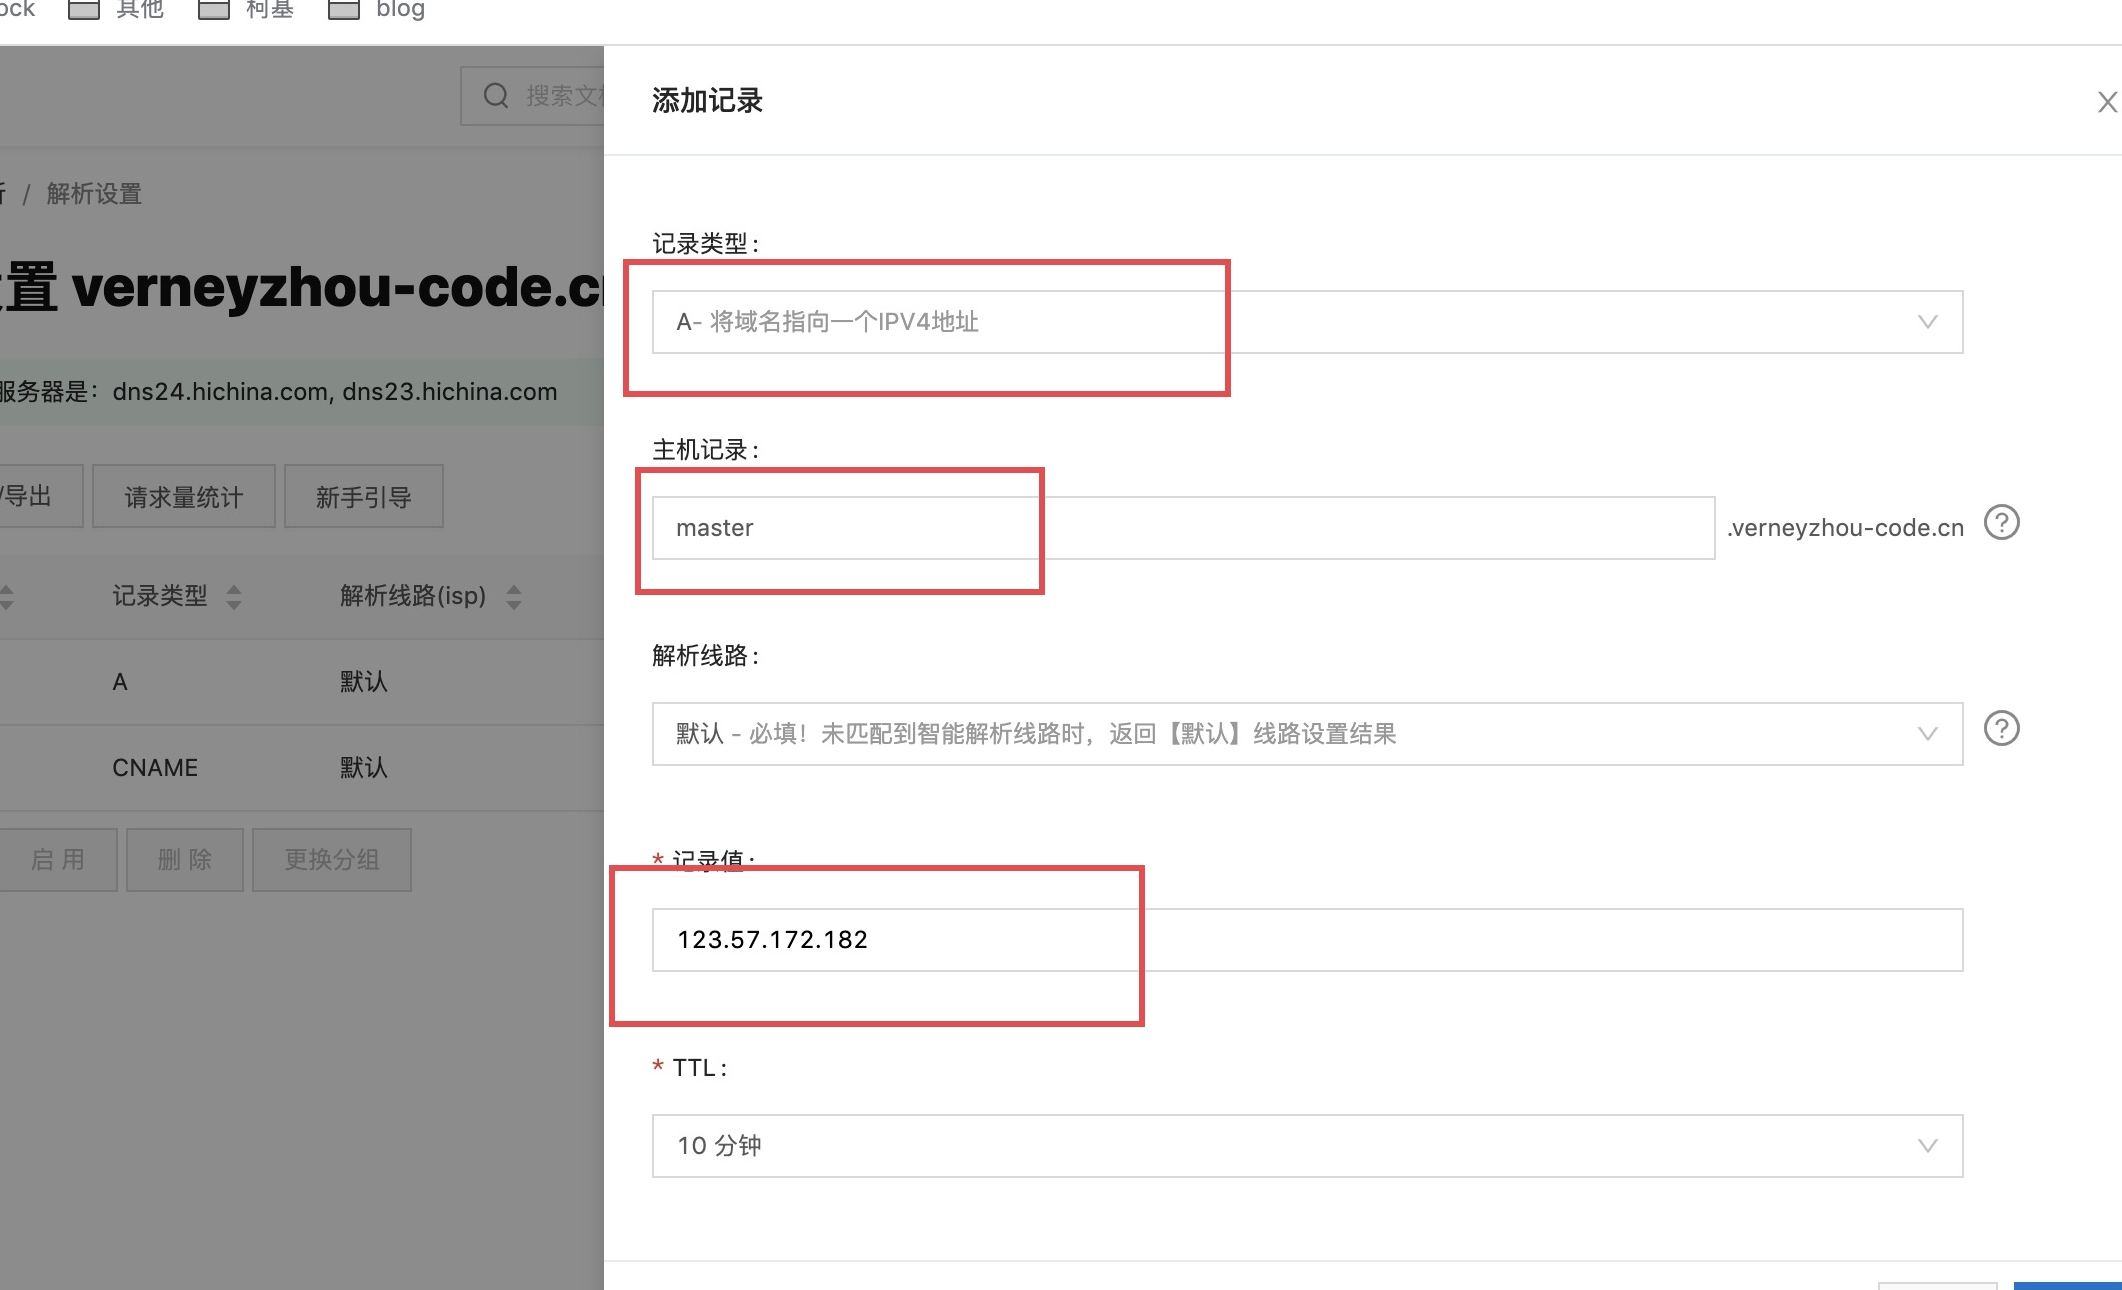 ock 其他 柯基 blog
搜索文
添加记录
/ 解析设置
置 verneyzhou-code.c
服务器是：dns24.hichina.com, dns23.hichina.com
/导出 请求量统计 新手引导
记录类型 解析线路(isp)
A 默认
CNAME 默认
启 用 删 除 更换分组
记录类型：
A- 将域名指向一个IPV4地址
主机记录：
master .verneyzhou-code.cn
解析线路：
默认 - 必填！未匹配到智能解析线路时，返回【默认】线路设置结果
* 记录值：
123.57.172.182
* TTL：
10 分钟